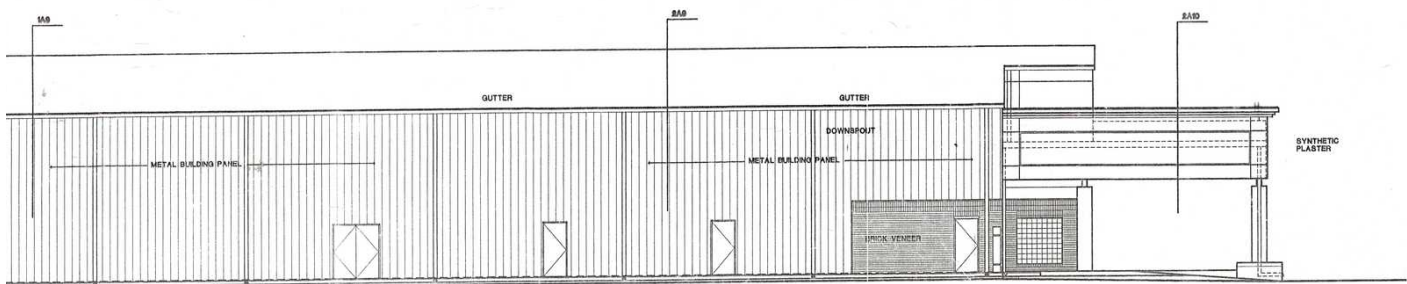 1A9
2A9
2A10
GUTTER
GUTTER
DOWNSPOUT
METAL BUILDING PANEL
METAL BUILDING PANEL
SYNTHETIC
PLASTER
BRICK VENEER